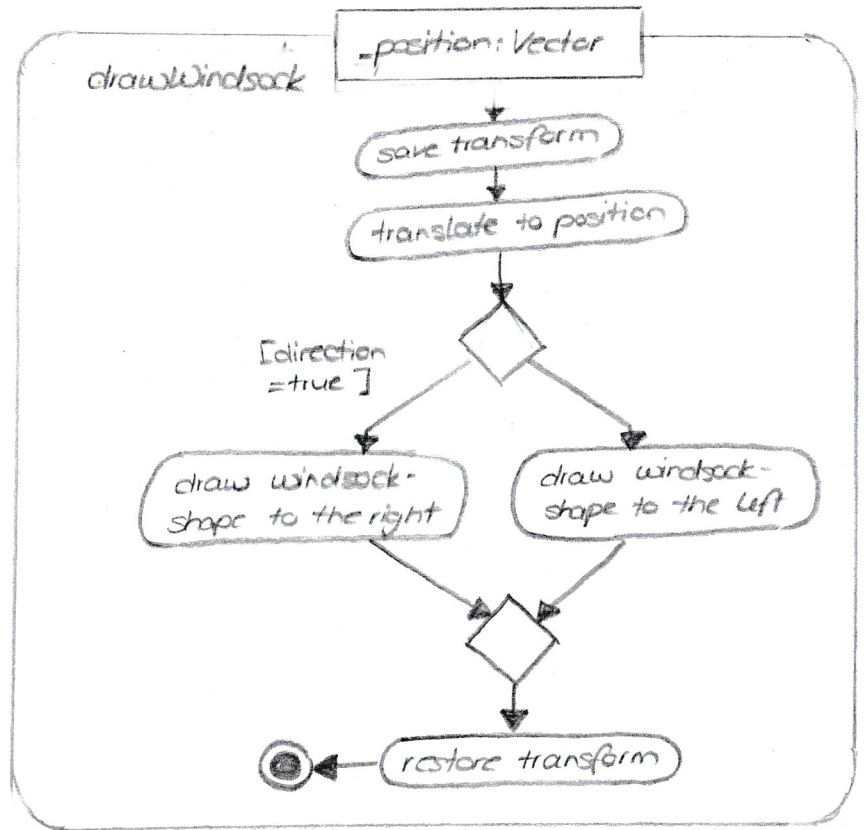 _position: Vector
drawWindsock
save transform
translate to position
[direction
=true ]
draw windsock-
shape to the right
draw windsock-
shape to the left
restore transform